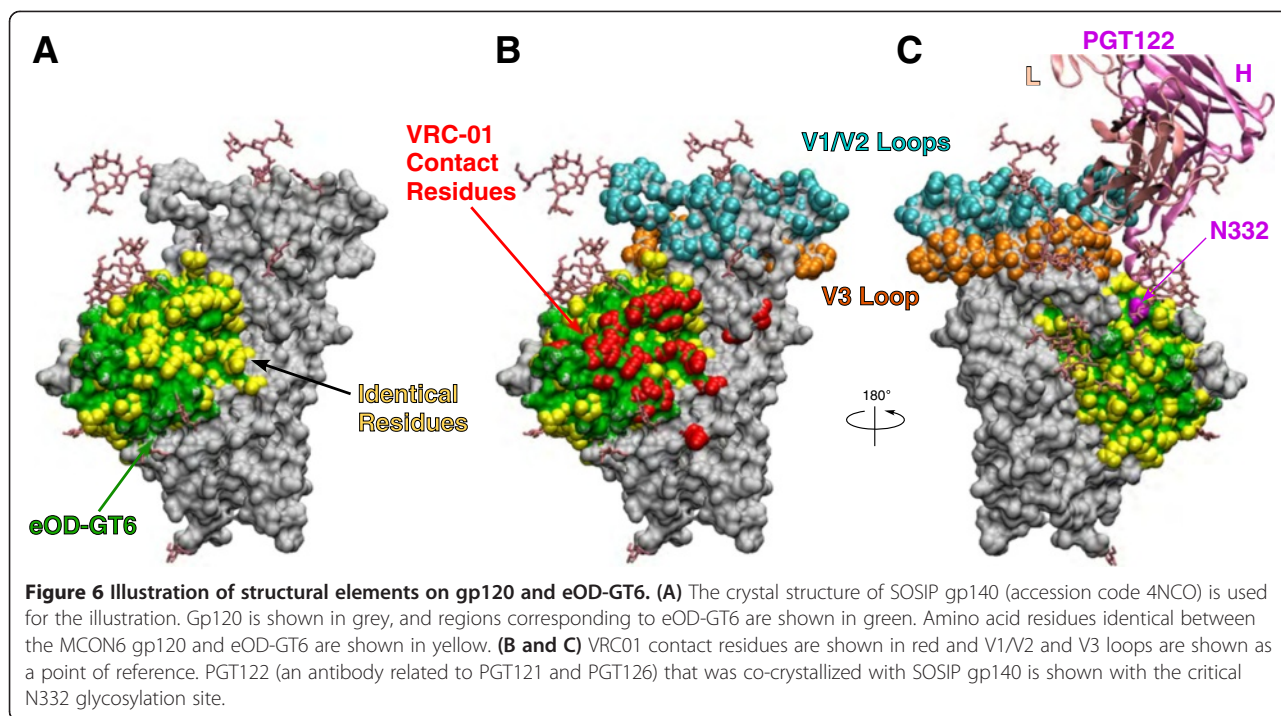 A
B
C
PGT122
L
H
VRC-01
Contact
Residues
V1/V2 Loops
N332
V3 Loop
Identical
Residues
180°
eOD-GT6
Figure 6 Illustration of structural elements on gp120 and eOD-GT6. (A) The crystal structure of SOSIP gp140 (accession code 4NCO) is used
for the illustration. Gp120 is shown in grey, and regions corresponding to eOD-GT6 are shown in green. Amino acid residues identical between
the MCON6 gp120 and eOD-GT6 are shown in yellow. (B and C) VRC01 contact residues are shown in red and V1/V2 and V3 loops are shown as
a point of reference. PGT122 (an antibody related to PGT121 and PGT126) that was co-crystallized with SOSIP gp140 is shown with the critical
N332 glycosylation site.